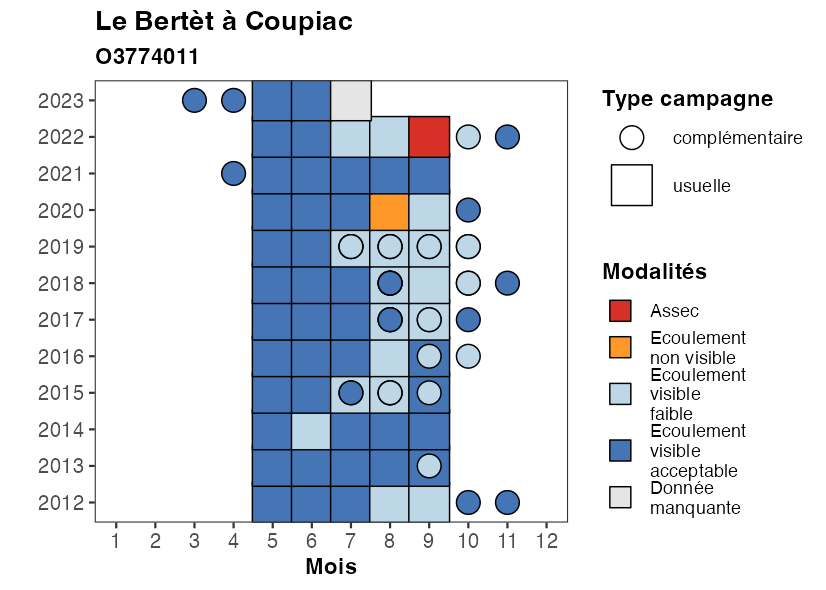 Le Bertèt à Coupiac
O3774011
2023
2022
2021
2020
2019
2018
2017
2016
2015
2014
2013
2012
1 2 3 4 5 6 7 8 9 10 11 12
Mois
Type campagne
complémentaire
usuelle
Modalités
Assec
Ecoulement
non visible
Ecoulement
visible
faible
Ecoulement
visible
acceptable
Donnée
manquante